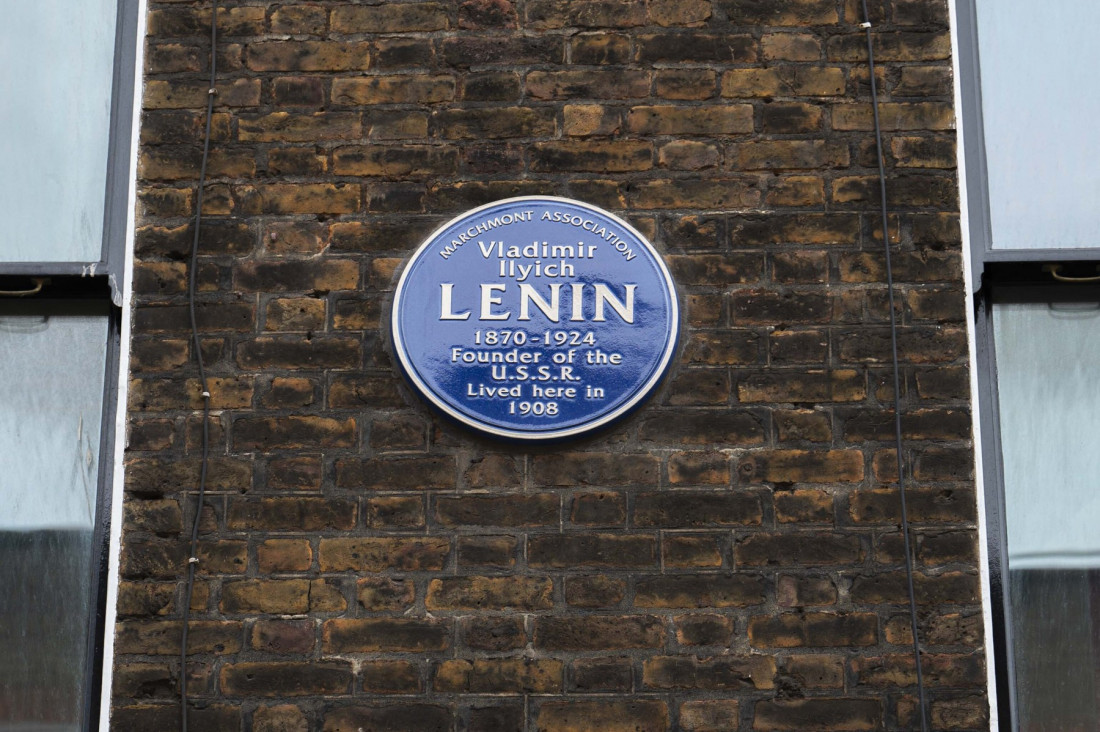 MARCHMONT ASSOCIATION
Vladimir
Ilyich
LENIN
1870-1924
Founder of the
U.S.S.R.
Lived here in
1908